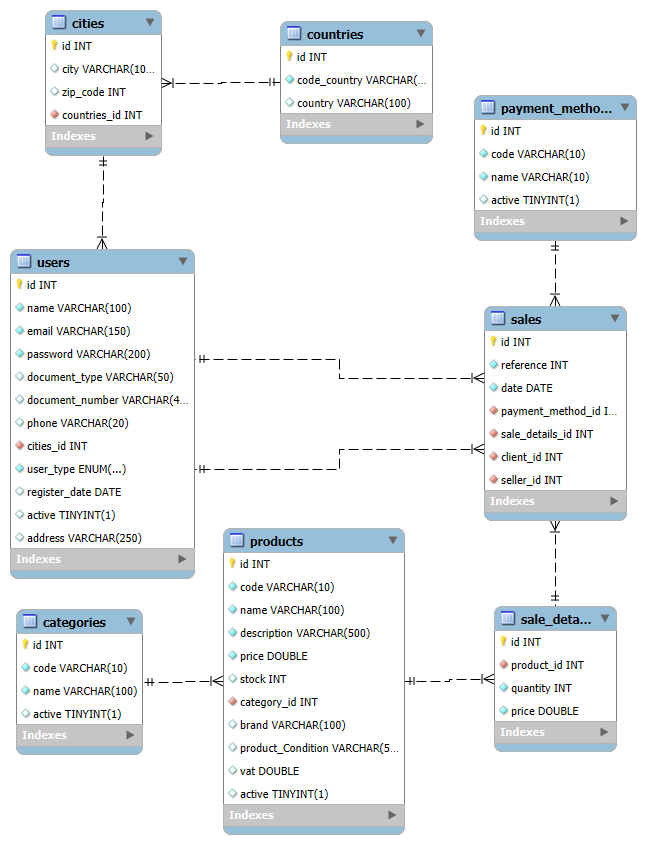 cities
id INT
city VARCHAR(10...
zip_code INT
countries_id INT
Indexes
countries
id INT
code_country VARCHAR(...
country VARCHAR(100)
Indexes
payment_metho...
id INT
code VARCHAR(10)
name VARCHAR(10)
active TINYINT(1)
Indexes
users
id INT
name VARCHAR(100)
email VARCHAR(150)
password VARCHAR(200)
document_type VARCHAR(50)
document_number VARCHAR(4...
phone VARCHAR(20)
cities_id INT
user_type ENUM(...)
register_date DATE
active TINYINT(1)
address VARCHAR(250)
Indexes
sales
id INT
reference INT
date DATE
payment_method_id I...
sale_details_id INT
client_id INT
seller_id INT
Indexes
products
id INT
code VARCHAR(10)
name VARCHAR(100)
description VARCHAR(500)
price DOUBLE
stock INT
category_id INT
brand VARCHAR(100)
product_Condition VARCHAR(5...
vat DOUBLE
active TINYINT(1)
Indexes
categories
id INT
code VARCHAR(10)
name VARCHAR(100)
active TINYINT(1)
Indexes
sale_deta...
id INT
product_id INT
quantity INT
price DOUBLE
Indexes